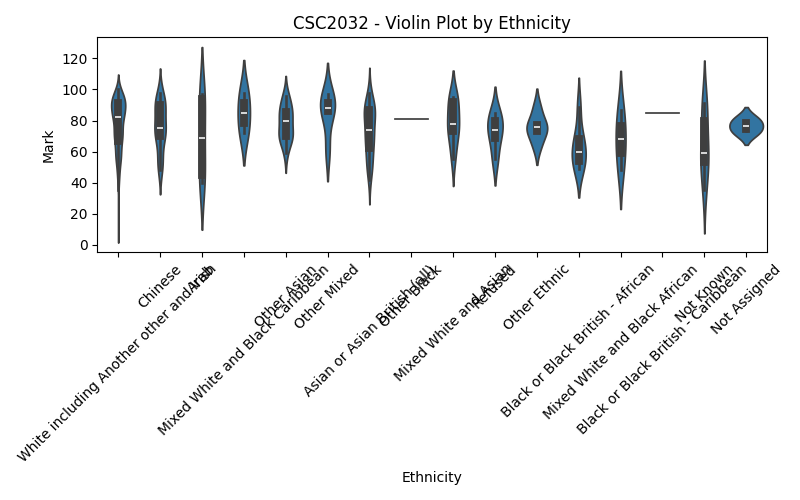 CSC2032 - Violin Plot by Ethnicity
Mark
120
100
80
60
40
20
0
White including Another other and Irish
Chinese
Arab
Mixed White and Black Caribbean
Other Asian
Other Mixed
Asian or Asian British (all)
Other Black
Mixed White and Asian
Refused
Other Ethnic
Black or Black British - African
Mixed White and Black African
Black or Black British - Caribbean
Not Known
Not Assigned
Ethnicity